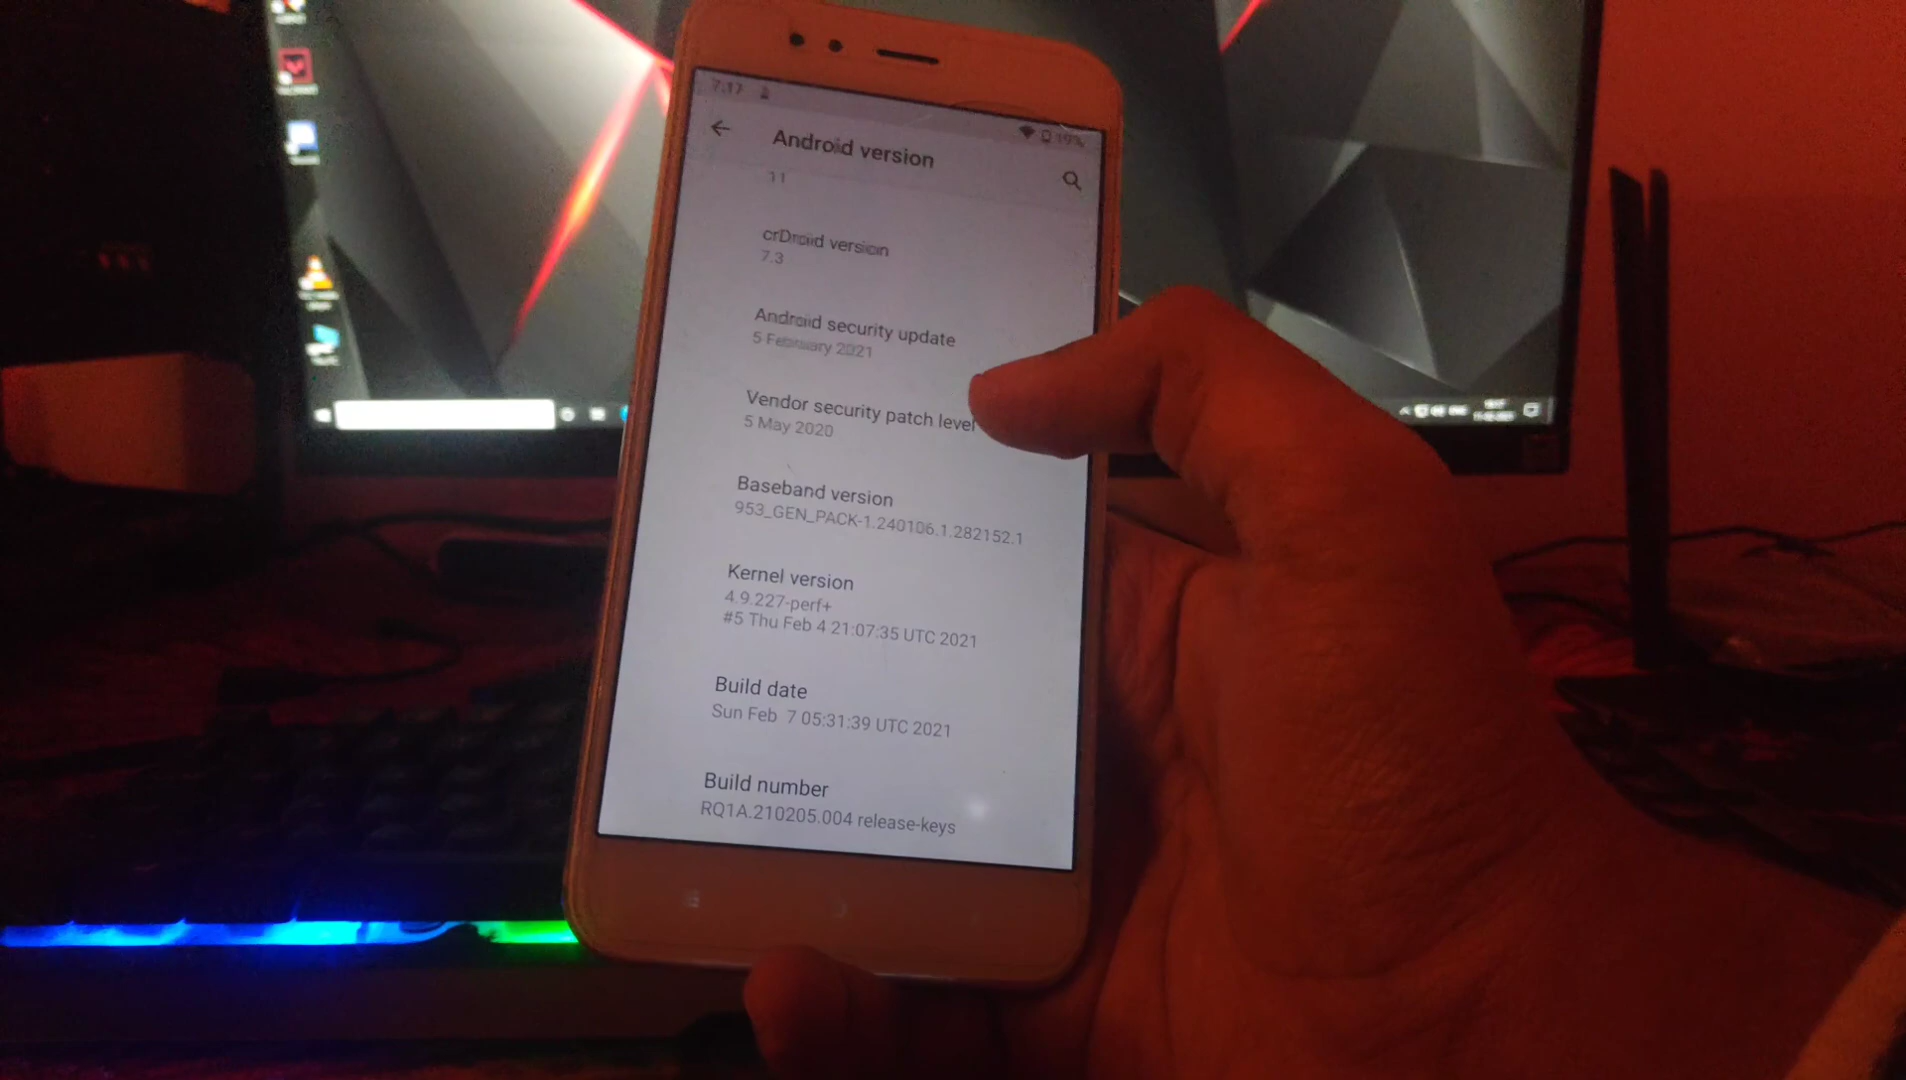 7:17
19%
Android version
11
crDroid version
7.3
Android security update
5 February 2021
Vendor security patch level
5 May 2020
Baseband version
953_GEN_PACK-1.240106.1.282152.1
Kernel version
4.9.227-perf+
#5 Thu Feb 4 21:07:35 UTC 2021
Build date
Sun Feb  7 05:31:39 UTC 2021
Build number
RQ1A.210205.004 release-keys